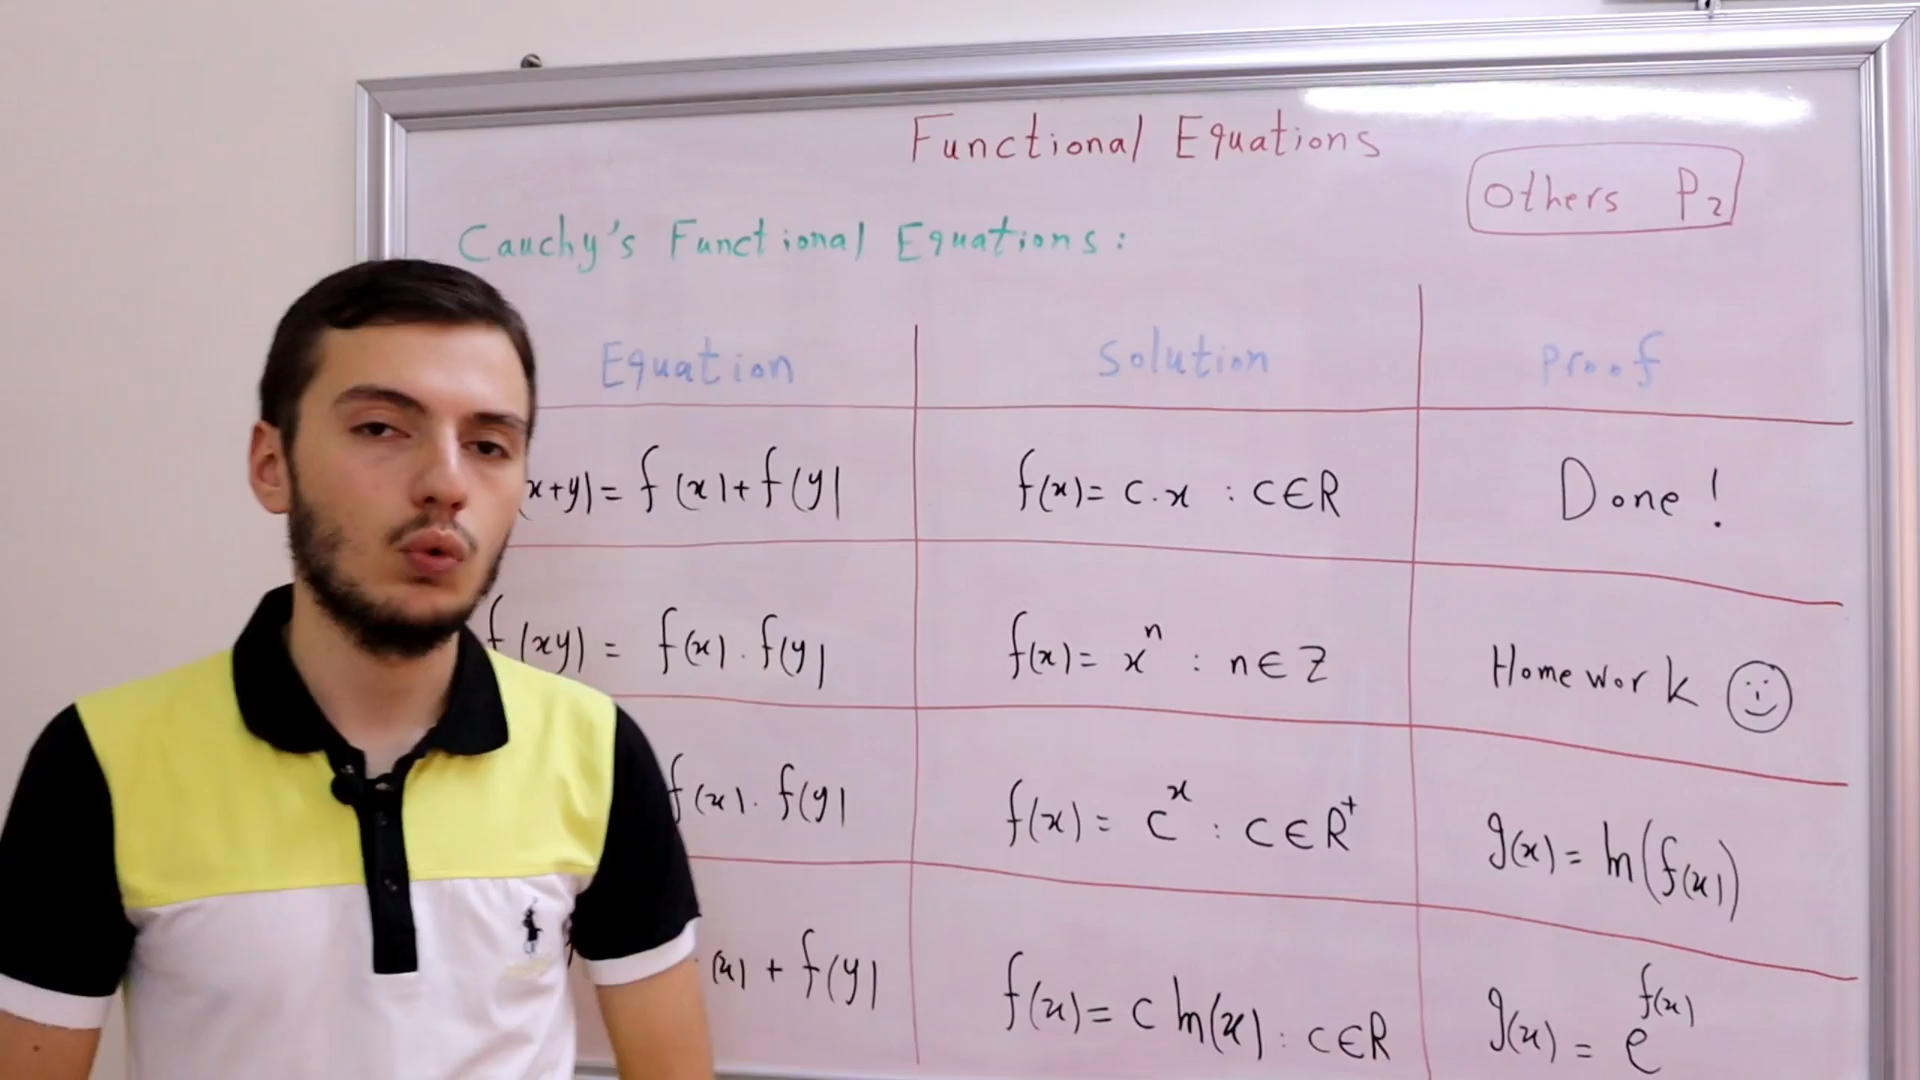 Functional Equations
Others P2
Cauchy's Functional Equations:
Equation Solution Proof
x+y)= f(x)+f(y) f(x)= c.x : c∈R Done!
f(xy) = f(x).f(y) f(x)= x^n : n∈Z Homework
f(x).f(y) f(x)= c^x : c∈R^+ g(x)= ln(f(x))
(x) + f(y) f(x)= c ln(x) : c∈R g(x) = e^f(x)